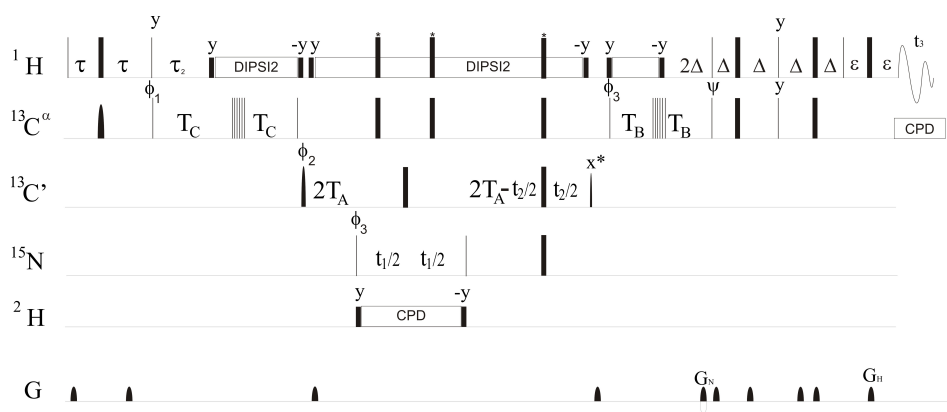 y y
¹H τ τ τ₂ y DIPSI2 -y y * * DIPSI2 * -y y -y 2Δ Δ Δ Δ Δ ε ε t₃
ϕ₁ ϕ₃ ψ y
¹³Cᵅ T_C T_C T_B T_B CPD
ϕ₂ x*
¹³C' 2T_A 2T_A-t₂/2 t₂/2
ϕ₃
¹⁵N t₁/2 t₁/2
y -y
²H CPD
G_N G_H
G